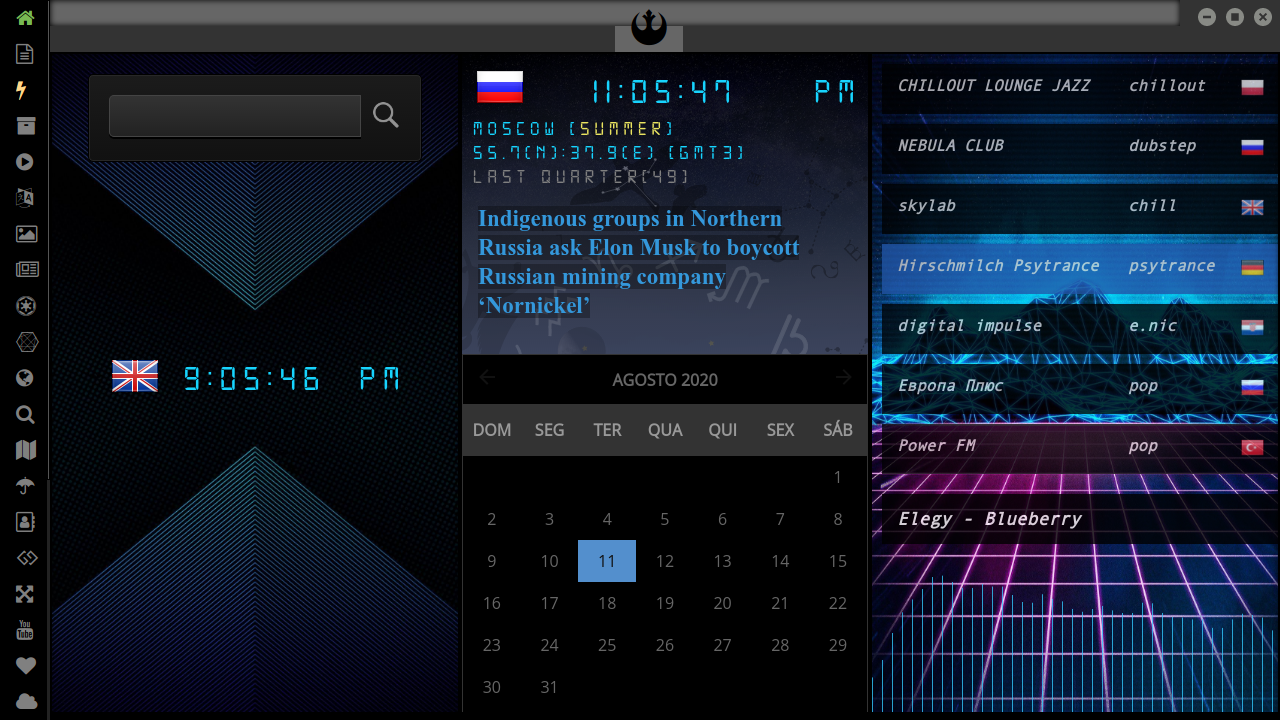 9:05:46 PM
11:05:47 PM
MOSCOW (SUMMER)
55.7(N):37.9(E) (GMT3)
LAST QUARTER(49)
Indigenous groups in Northern
Russia ask Elon Musk to boycott
Russian mining company
‘Nornickel’
AGOSTO 2020
DOM SEG TER QUA QUI SEX SÁB
1
2 3 4 5 6 7 8
9 10 11 12 13 14 15
16 17 18 19 20 21 22
23 24 25 26 27 28 29
30 31
CHILLOUT LOUNGE JAZZ chillout
NEBULA CLUB dubstep
skylab chill
Hirschmilch Psytrance psytrance
digital impulse e.nic
Европа Плюс pop
Power FM pop
Elegy - Blueberry
You
Tube